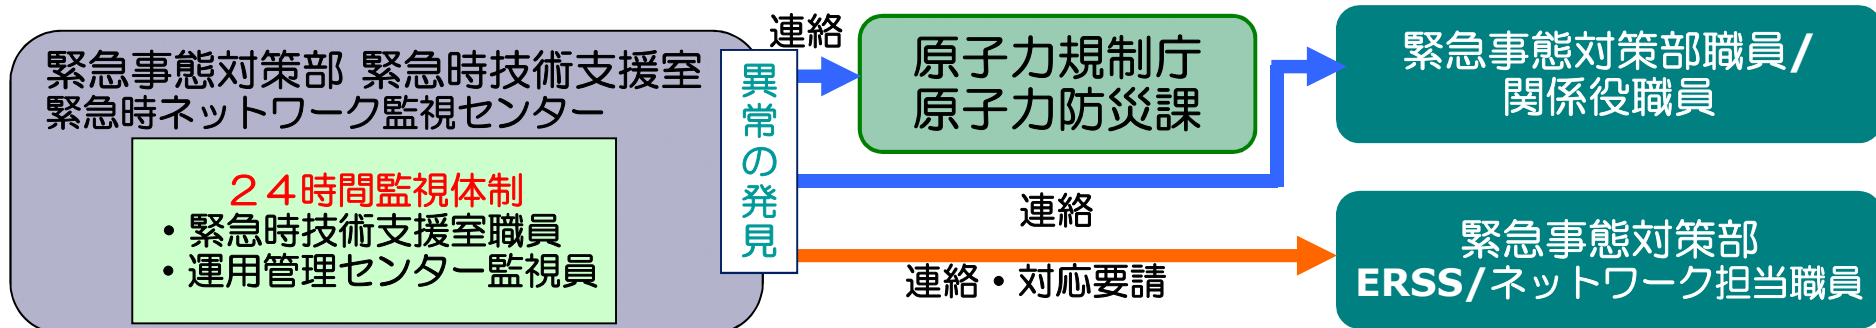 緊急事態対策部 緊急時技術支援室
緊急時ネットワーク監視センター
２４時間監視体制
・緊急時技術支援室職員
・運用管理センター監視員
異常の発見
連絡
原子力規制庁
原子力防災課
連絡
緊急事態対策部職員/
関係役職員
連絡・対応要請
緊急事態対策部
ERSS/ネットワーク担当職員